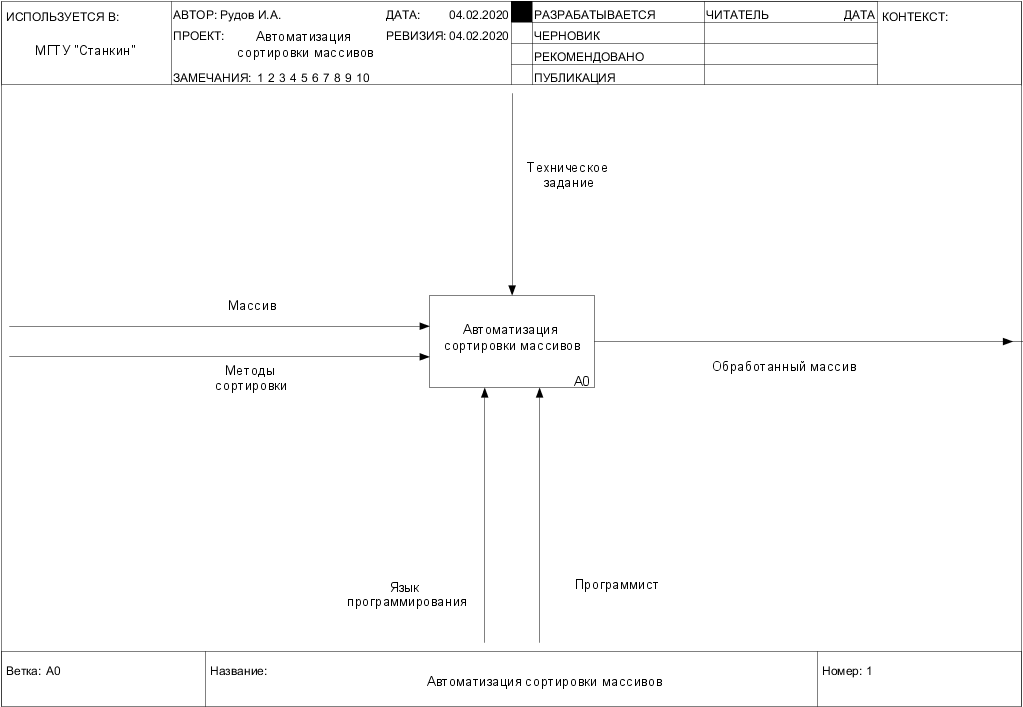 ИСПОЛЬЗУЕТСЯ В:
МГТУ "Станкин"
АВТОР: Рудов И.А.
ДАТА: 04.02.2020
ПРОЕКТ: Автоматизация
сортировки массивов
РЕВИЗИЯ: 04.02.2020
ЗАМЕЧАНИЯ: 1 2 3 4 5 6 7 8 9 10
РАЗРАБАТЫВАЕТСЯ
ЧЕРНОВИК
РЕКОМЕНДОВАНО
ПУБЛИКАЦИЯ
ЧИТАТЕЛЬ ДАТА
КОНТЕКСТ:
Техническое
задание
Массив
Методы
сортировки
Автоматизация
сортировки массивов
A0
Обработанный массив
Язык
программирования
Программист
Ветка: A0
Название:
Автоматизация сортировки массивов
Номер: 1